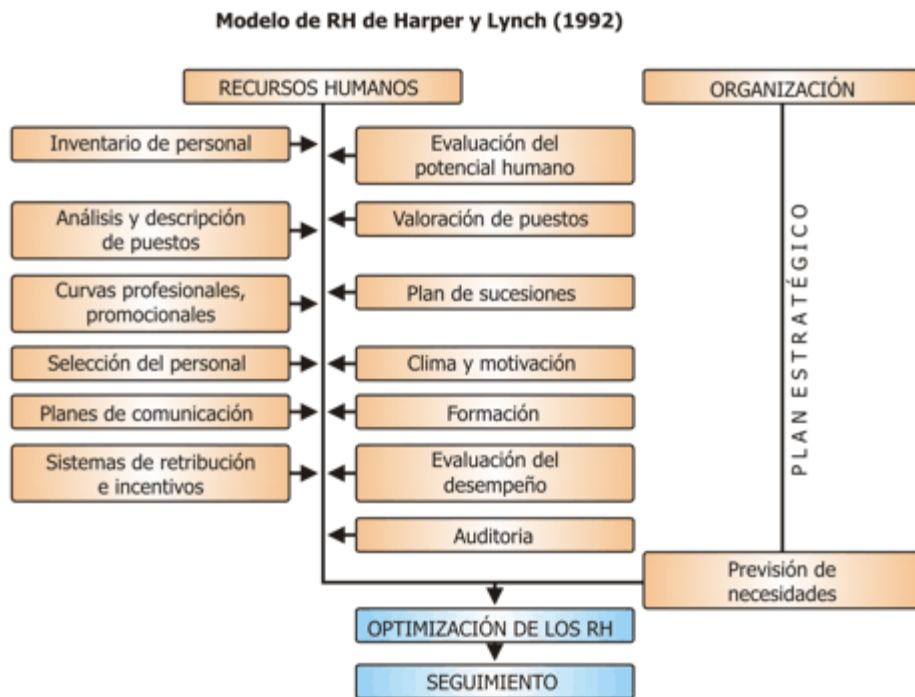 Modelo de RH de Harper y Lynch (1992)
RECURSOS HUMANOS
ORGANIZACIÓN
Inventario de personal
Evaluación del
potencial humano
Análisis y descripción
de puestos
Valoración de puestos
Curvas profesionales,
promocionales
Plan de sucesiones
Selección del personal
Clima y motivación
Planes de comunicación
Formación
Sistemas de retribución
e incentivos
Evaluación del
desempeño
Auditoria
PLAN ESTRATÉGICO
Previsión de
necesidades
OPTIMIZACIÓN DE LOS RH
SEGUIMIENTO